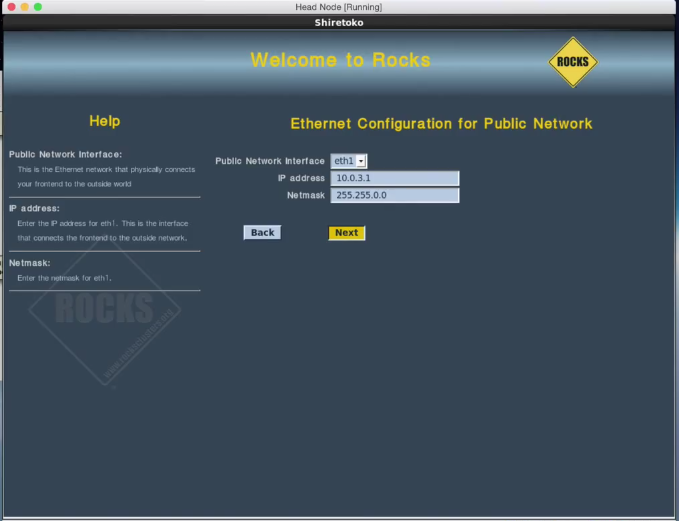 Head Node [Running]
Shiretoko
Welcome to Rocks
ROCKS
Help
Public Network Interface:
This is the Ethernet network that physically connects
your frontend to the outside world
IP address:
Enter the IP address for eth1. This is the interface
that connects the frontend to the outside network.
Netmask:
Enter the netmask for eth1.
ROCKS
Ethernet Configuration for Public Network
Public Network Interface eth1
IP address 10.0.3.1
Netmask 255.255.0.0
Back Next